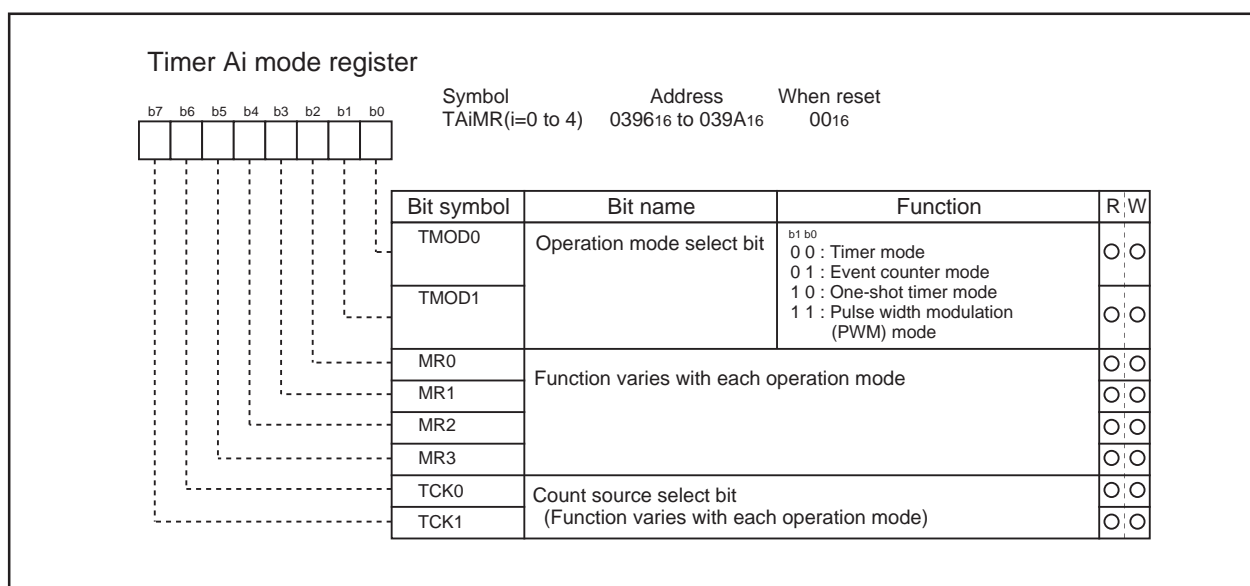 Timer Ai mode register
Symbol Address When reset
TAiMR(i=0 to 4) 039616 to 039A16 0016
b7 b6 b5 b4 b3 b2 b1 b0
Bit symbol Bit name Function R W
TMOD0 Operation mode select bit
b1 b0
0 0 : Timer mode
0 1 : Event counter mode
TMOD1
1 0 : One-shot timer mode
1 1 : Pulse width modulation
(PWM) mode
MR0
Function varies with each operation mode
MR1
MR2
MR3
TCK0
Count source select bit
(Function varies with each operation mode)
TCK1